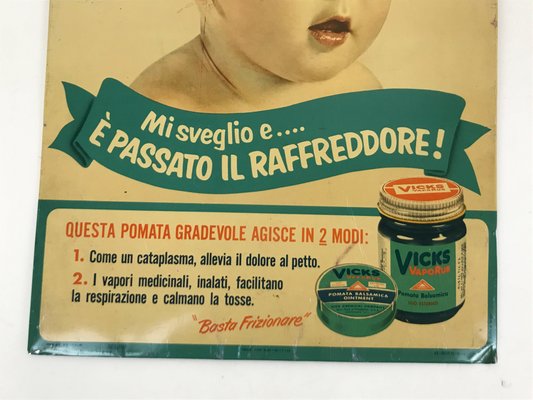 Mi sveglio e....
È PASSATO IL RAFFREDDORE!
QUESTA POMATA GRADEVOLE AGISCE IN 2 MODI:
1. Come un cataplasma, allevia il dolore al petto.
2. I vapori medicinali, inalati, facilitano
la respirazione e calmano la tosse.
"Basta Frizionare"
VICKS
VAPORUB
POMATA BALSAMICA
OINTMENT
VICKS
VICKS
VAPORUB
Pomata Balsamica